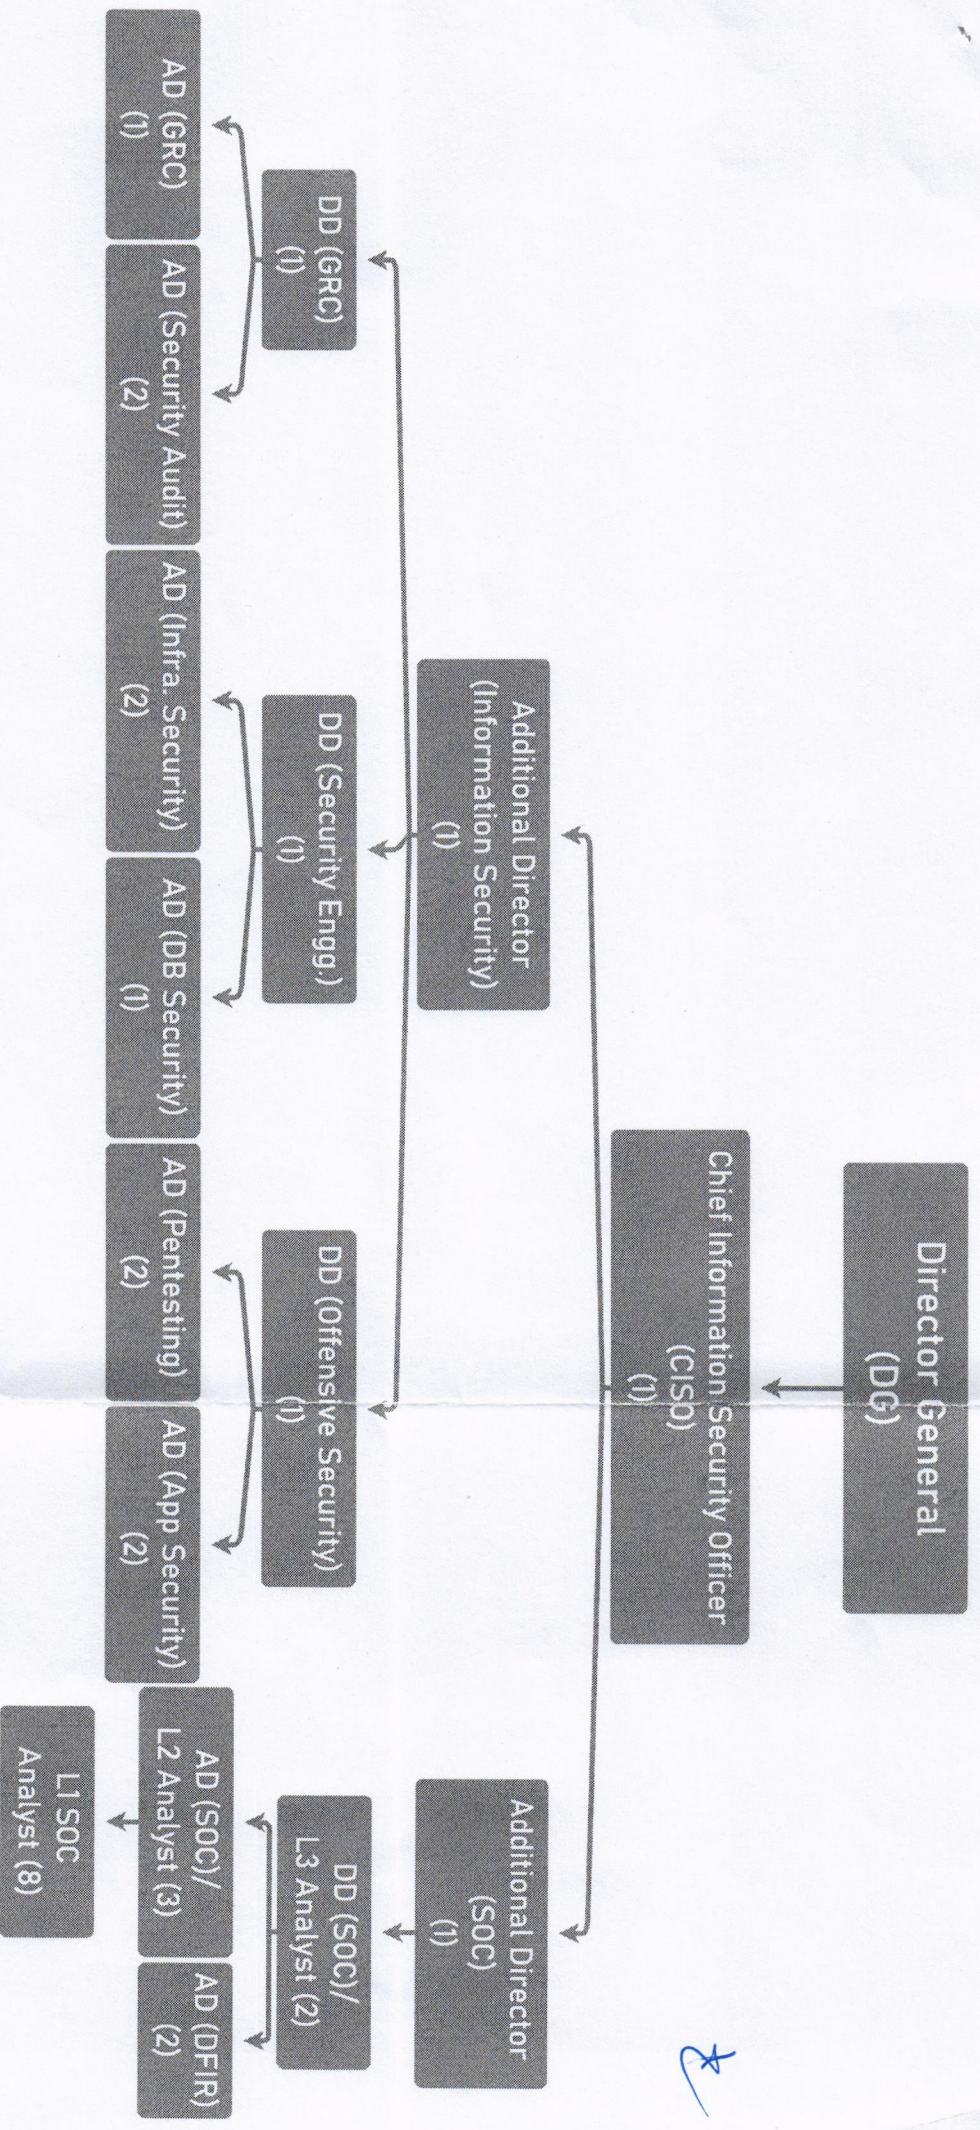 Director General
(DG)
Chief Information Security Officer
(CISO)
(1)
Additional Director
(Information Security)
(1)
Additional Director
(SOC)
(1)
DD (GRC)
(1)
DD (Security Engg.)
(1)
DD (Offensive Security)
(1)
DD (SOC)/
L3 Analyst (2)
AD (GRC)
(1)
AD (Security Audit)
(2)
AD (Infra. Security)
(2)
AD (DB Security)
(1)
AD (Pentesting)
(2)
AD (App Security)
(2)
AD (SOC)/
L2 Analyst (3)
AD (DFIR)
(2)
L1 SOC
Analyst (8)